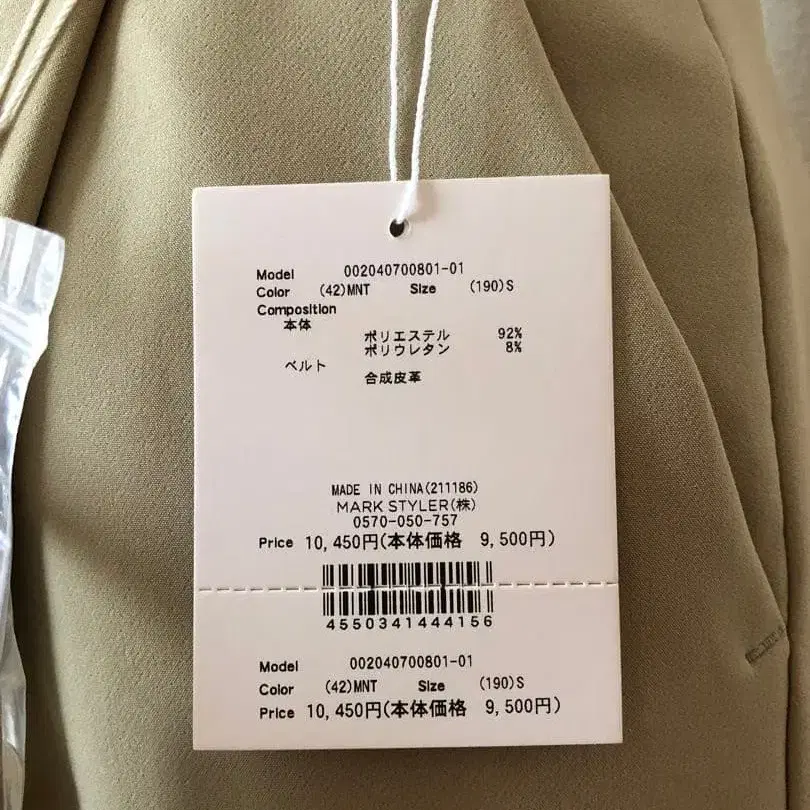 Model 002040700801-01
Color (42)MNT Size (190)S
Composition
本体
ポリエステル 92%
ポリウレタン 8%
ベルト
合成皮革
MADE IN CHINA(211186)
MARK STYLER(株)
0570-050-757
Price 10,450円(本体価格 9,500円)
4550341444156
Model 002040700801-01
Color (42)MNT Size (190)S
Price 10,450円(本体価格 9,500円)